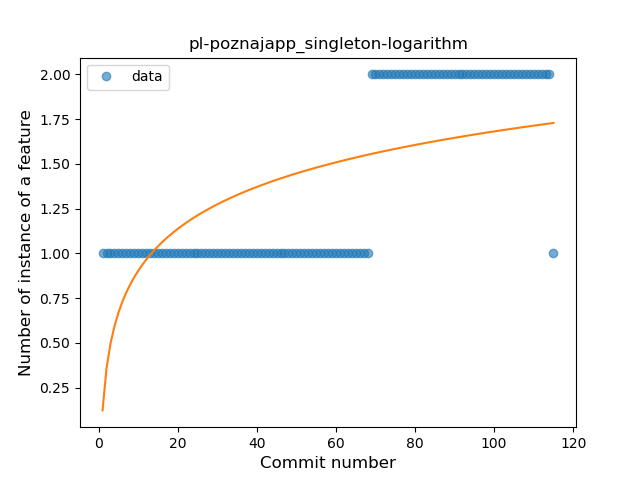 pl-poznajapp_singleton-logarithm
data
2.00
1.75
1.50
1.25
1.00
0.75
0.50
0.25
Number of instance of a feature
0 20 40 60 80 100 120
Commit number